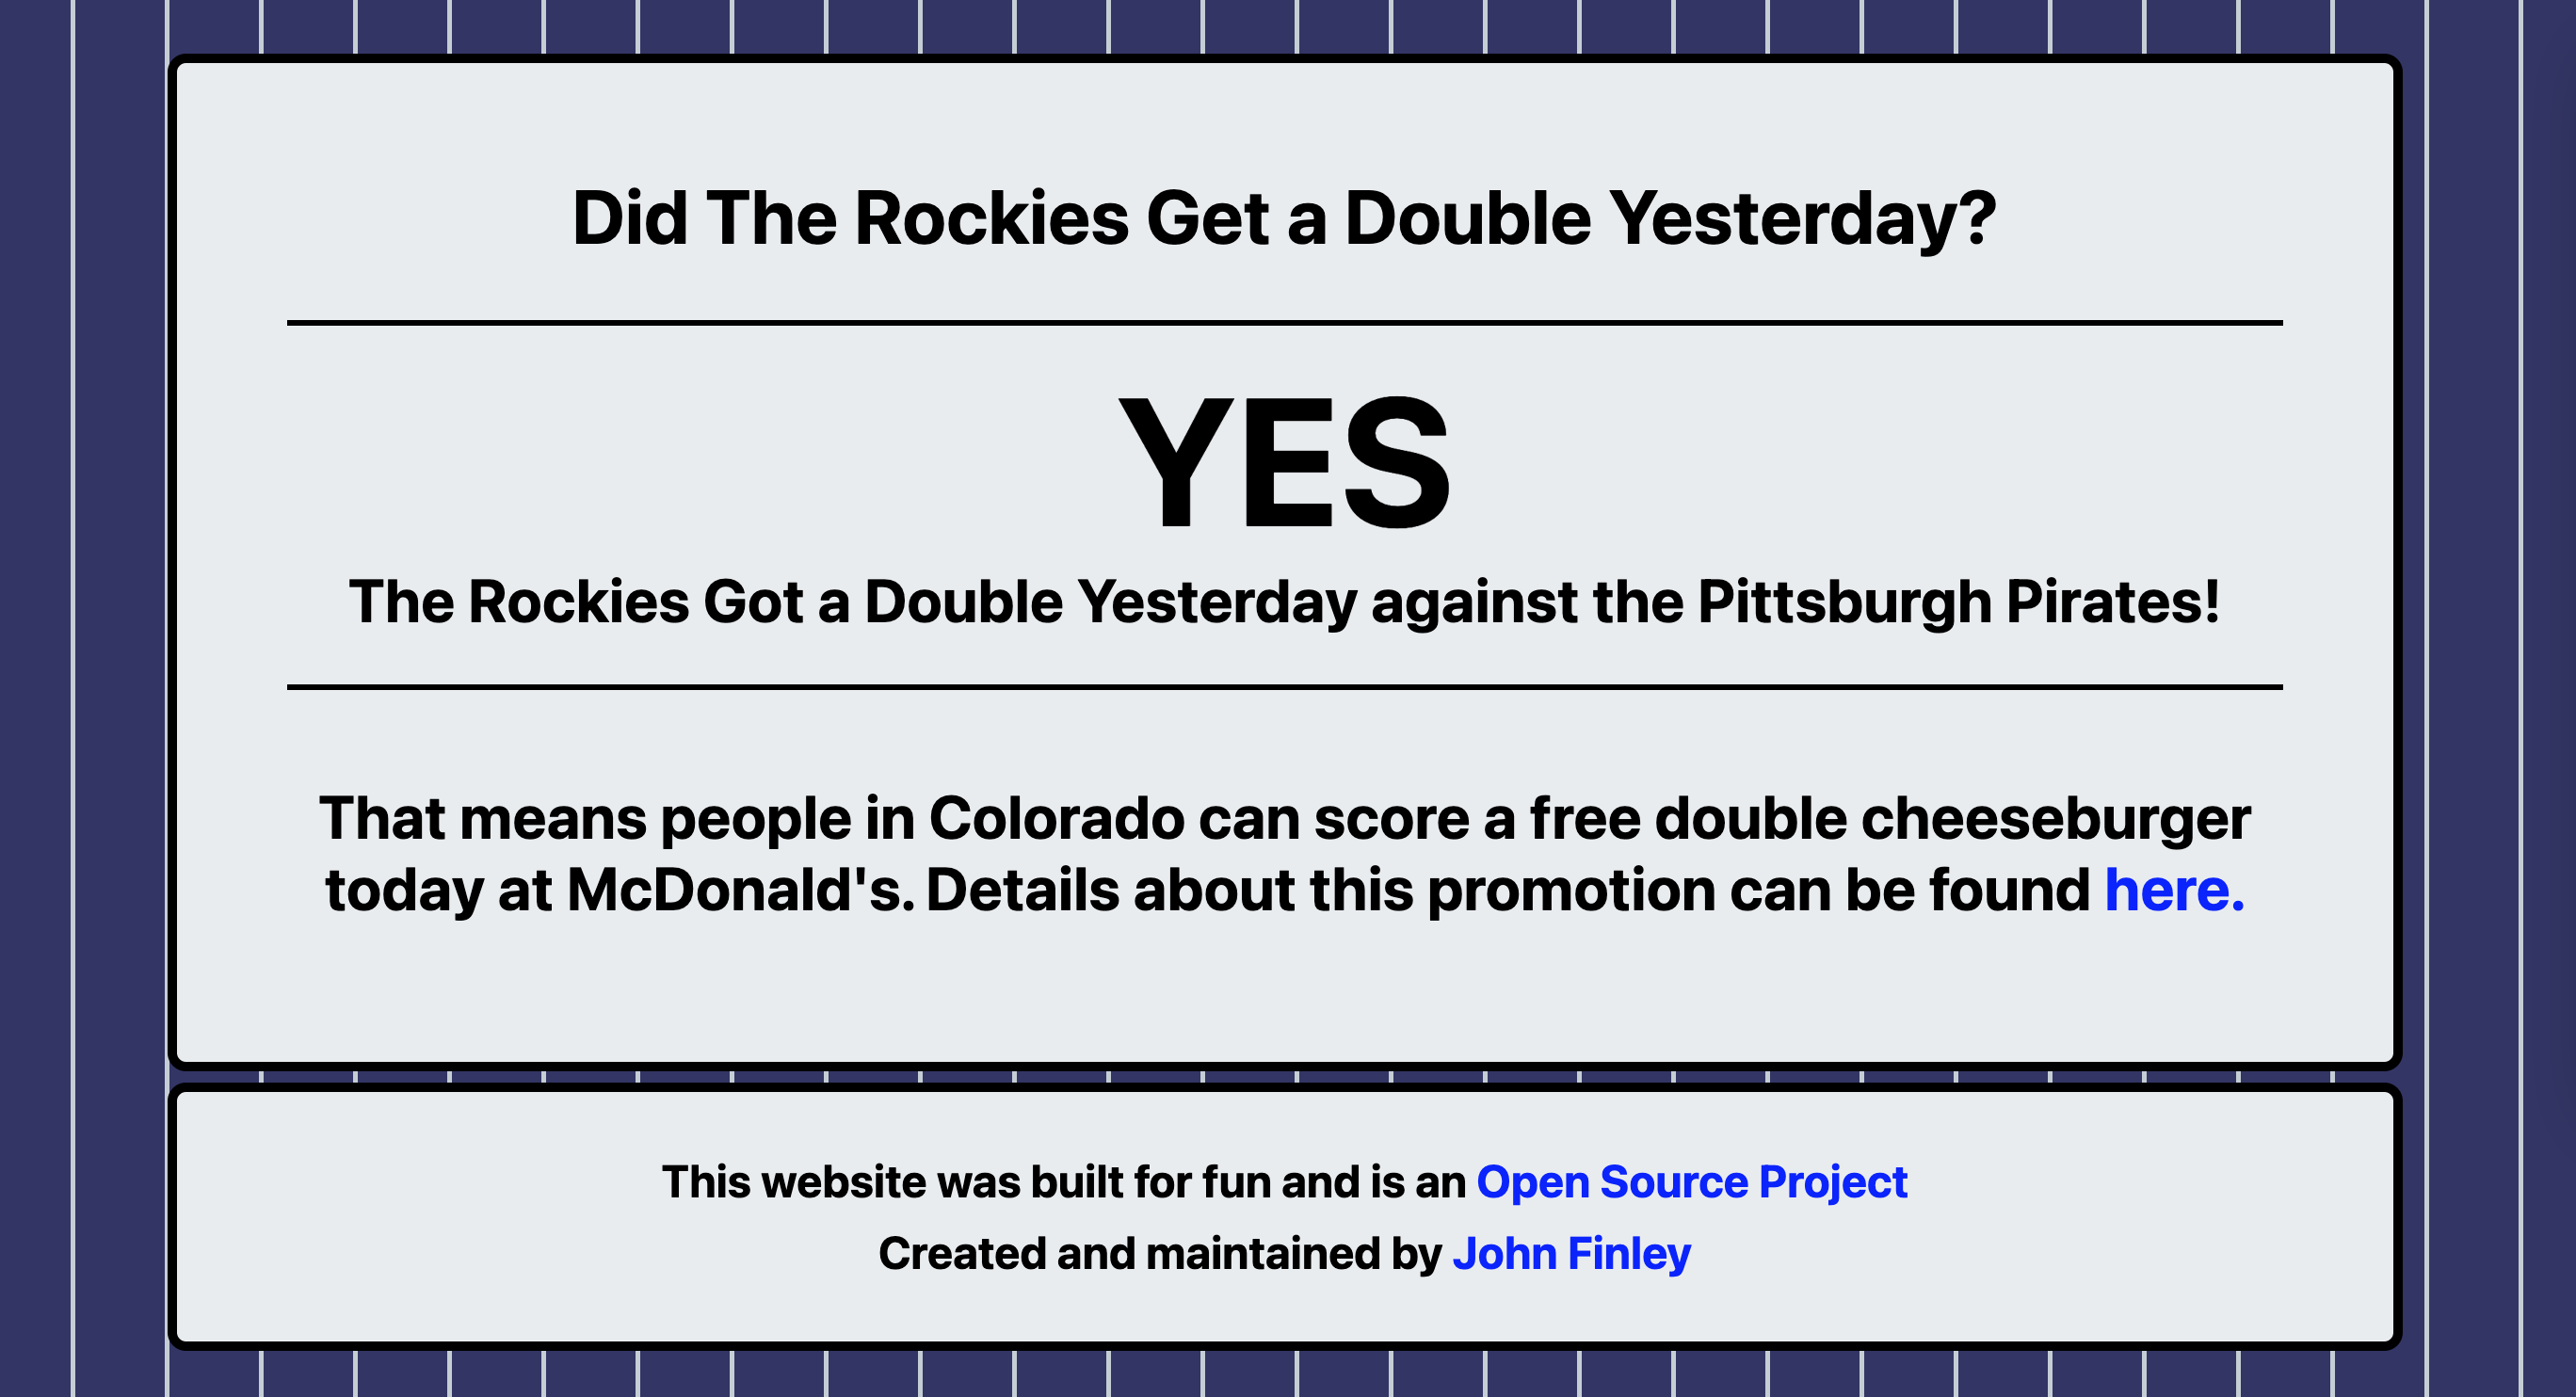 Did The Rockies Get a Double Yesterday?
YES
The Rockies Got a Double Yesterday against the Pittsburgh Pirates!
That means people in Colorado can score a free double cheeseburger
today at McDonald's. Details about this promotion can be found here.
This website was built for fun and is an Open Source Project
Created and maintained by John Finley